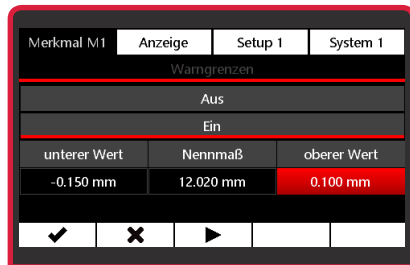 Merkmal M1 Anzeige Setup 1 System 1
Warngrenzen
Aus
Ein
unterer Wert Nennmaß oberer Wert
-0.150 mm 12.020 mm 0.100 mm